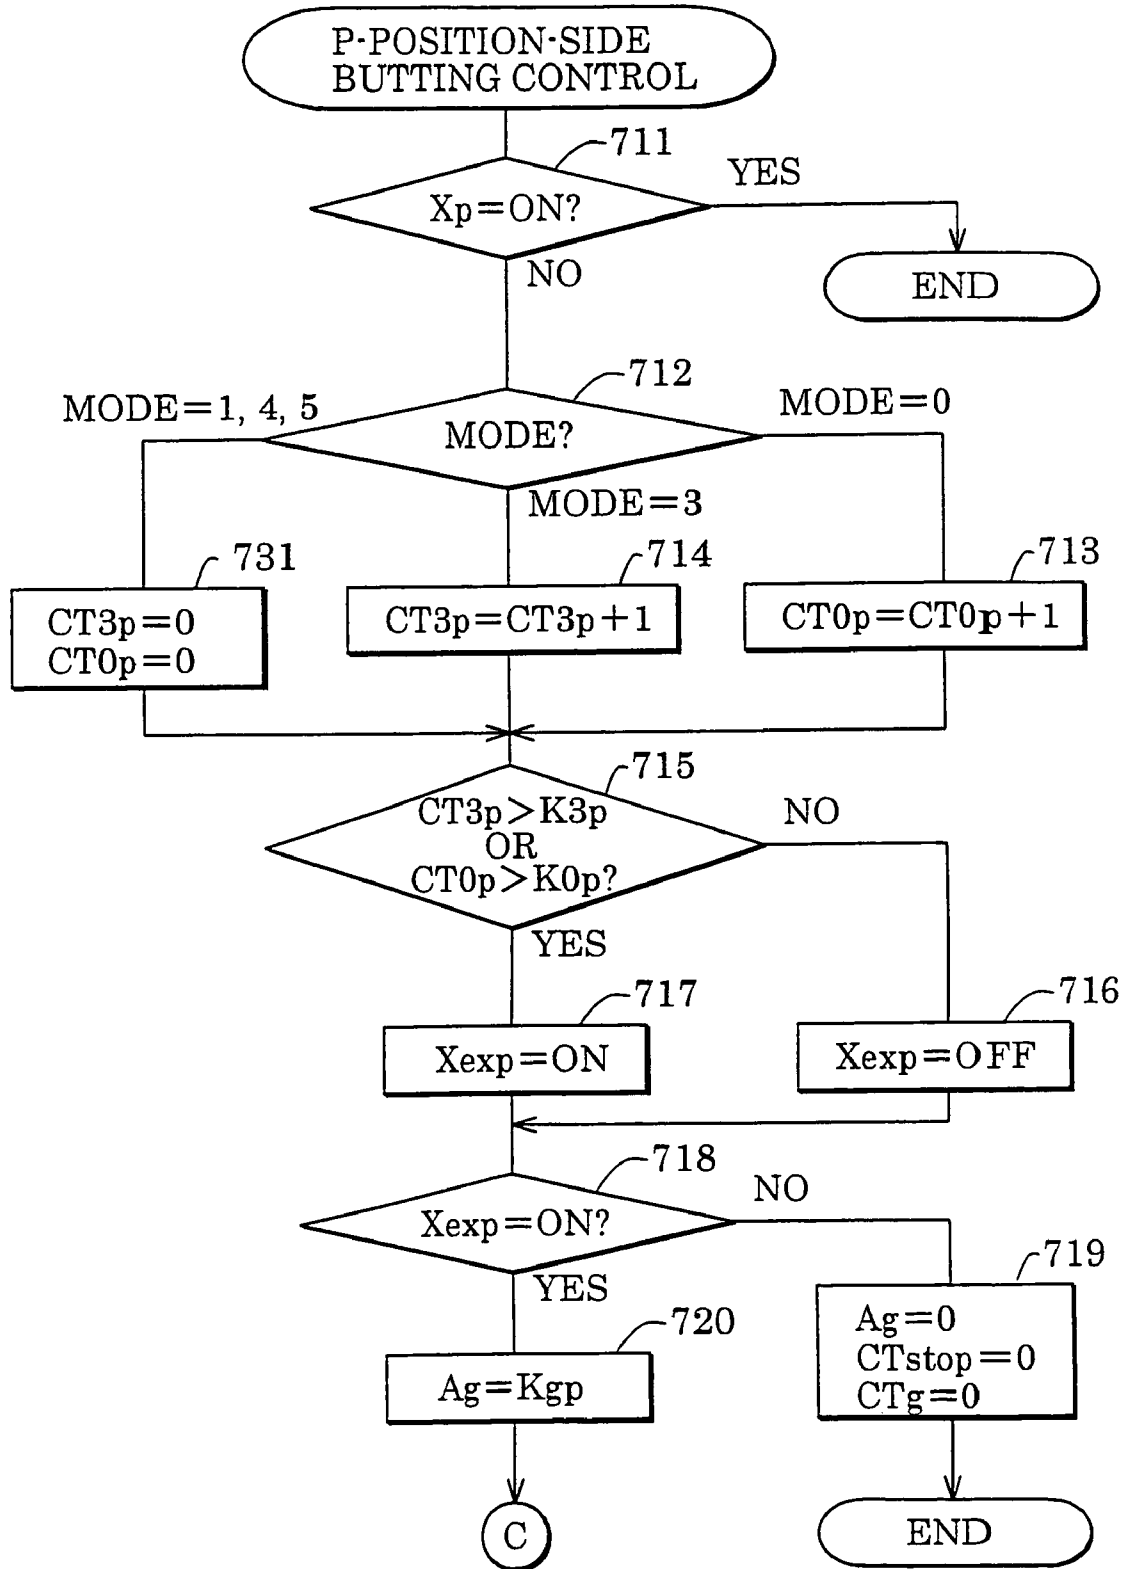 P-POSITION-SIDE
BUTTING CONTROL
711
Xp=ON?
YES
END
NO
712
MODE=1, 4, 5
MODE?
MODE=0
MODE=3
731
CT3p=0
CT0p=0
714
CT3p=CT3p+1
713
CT0p=CT0p+1
715
CT3p>K3p
OR
CT0p>K0p?
NO
YES
717
Xexp=ON
716
Xexp=OFF
718
Xexp=ON?
NO
YES
719
Ag=0
CTstop=0
CTg=0
720
Ag=Kgp
C
END